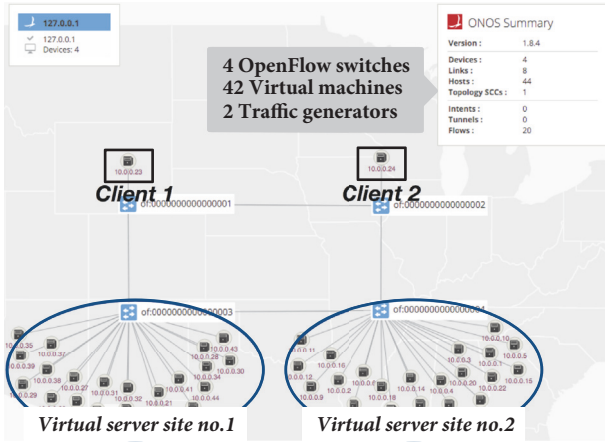 127.0.0.1
127.0.0.1
Devices: 4
4 OpenFlow switches
42 Virtual machines
2 Traffic generators
ONOS Summary
Version : 1.8.4
Devices : 4
Links : 8
Hosts : 44
Topology SCCs : 1
Intents : 0
Tunnels : 0
Flows : 20
10.0.0.23
10.0.0.24
Client 1
Client 2
of:0000000000000001
of:0000000000000002
of:0000000000000003
10.0.0.35
10.0.0.43
10.0.0.28
10.0.0.39
10.0.0.30
10.0.0.38
10.0.0.27
10.0.0.34
10.0.0.31
10.0.0.32
10.0.0.41
10.0.0.29
10.0.0.21
10.0.0.44
10.0.0.10
10.0.0.11
10.0.0.5
10.0.0.16
10.0.0.3
10.0.0.1
10.0.0.12
10.0.0.20
10.0.0.15
10.0.0.2
10.0.0.14
10.0.0.4
10.0.0.22
10.0.0.9
10.0.0.18
Virtual server site no.1
Virtual server site no.2